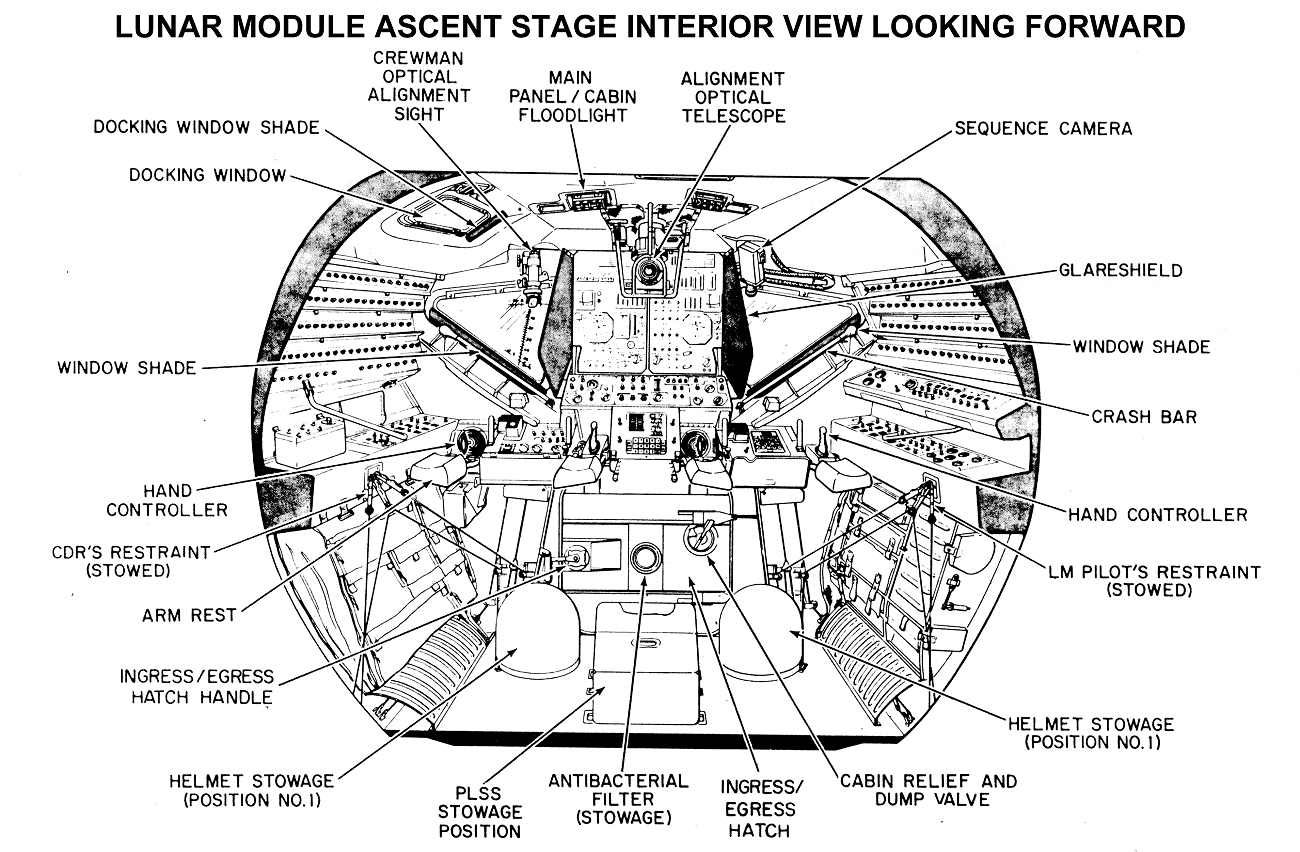 LUNAR MODULE ASCENT STAGE INTERIOR VIEW LOOKING FORWARD
CREWMAN
OPTICAL
ALIGNMENT
SIGHT
MAIN
PANEL/CABIN
FLOODLIGHT
ALIGNMENT
OPTICAL
TELESCOPE
DOCKING WINDOW SHADE
SEQUENCE CAMERA
DOCKING WINDOW
GLARESHIELD
WINDOW SHADE
WINDOW SHADE
CRASH BAR
HAND
CONTROLLER
HAND CONTROLLER
CDR'S RESTRAINT
(STOWED)
LM PILOT'S RESTRAINT
(STOWED)
ARM REST
INGRESS/EGRESS
HATCH HANDLE
HELMET STOWAGE
(POSITION NO.1)
HELMET STOWAGE
(POSITION NO.1)
PLSS
STOWAGE
POSITION
ANTIBACTERIAL
FILTER
(STOWAGE)
INGRESS/
EGRESS
HATCH
CABIN RELIEF AND
DUMP VALVE